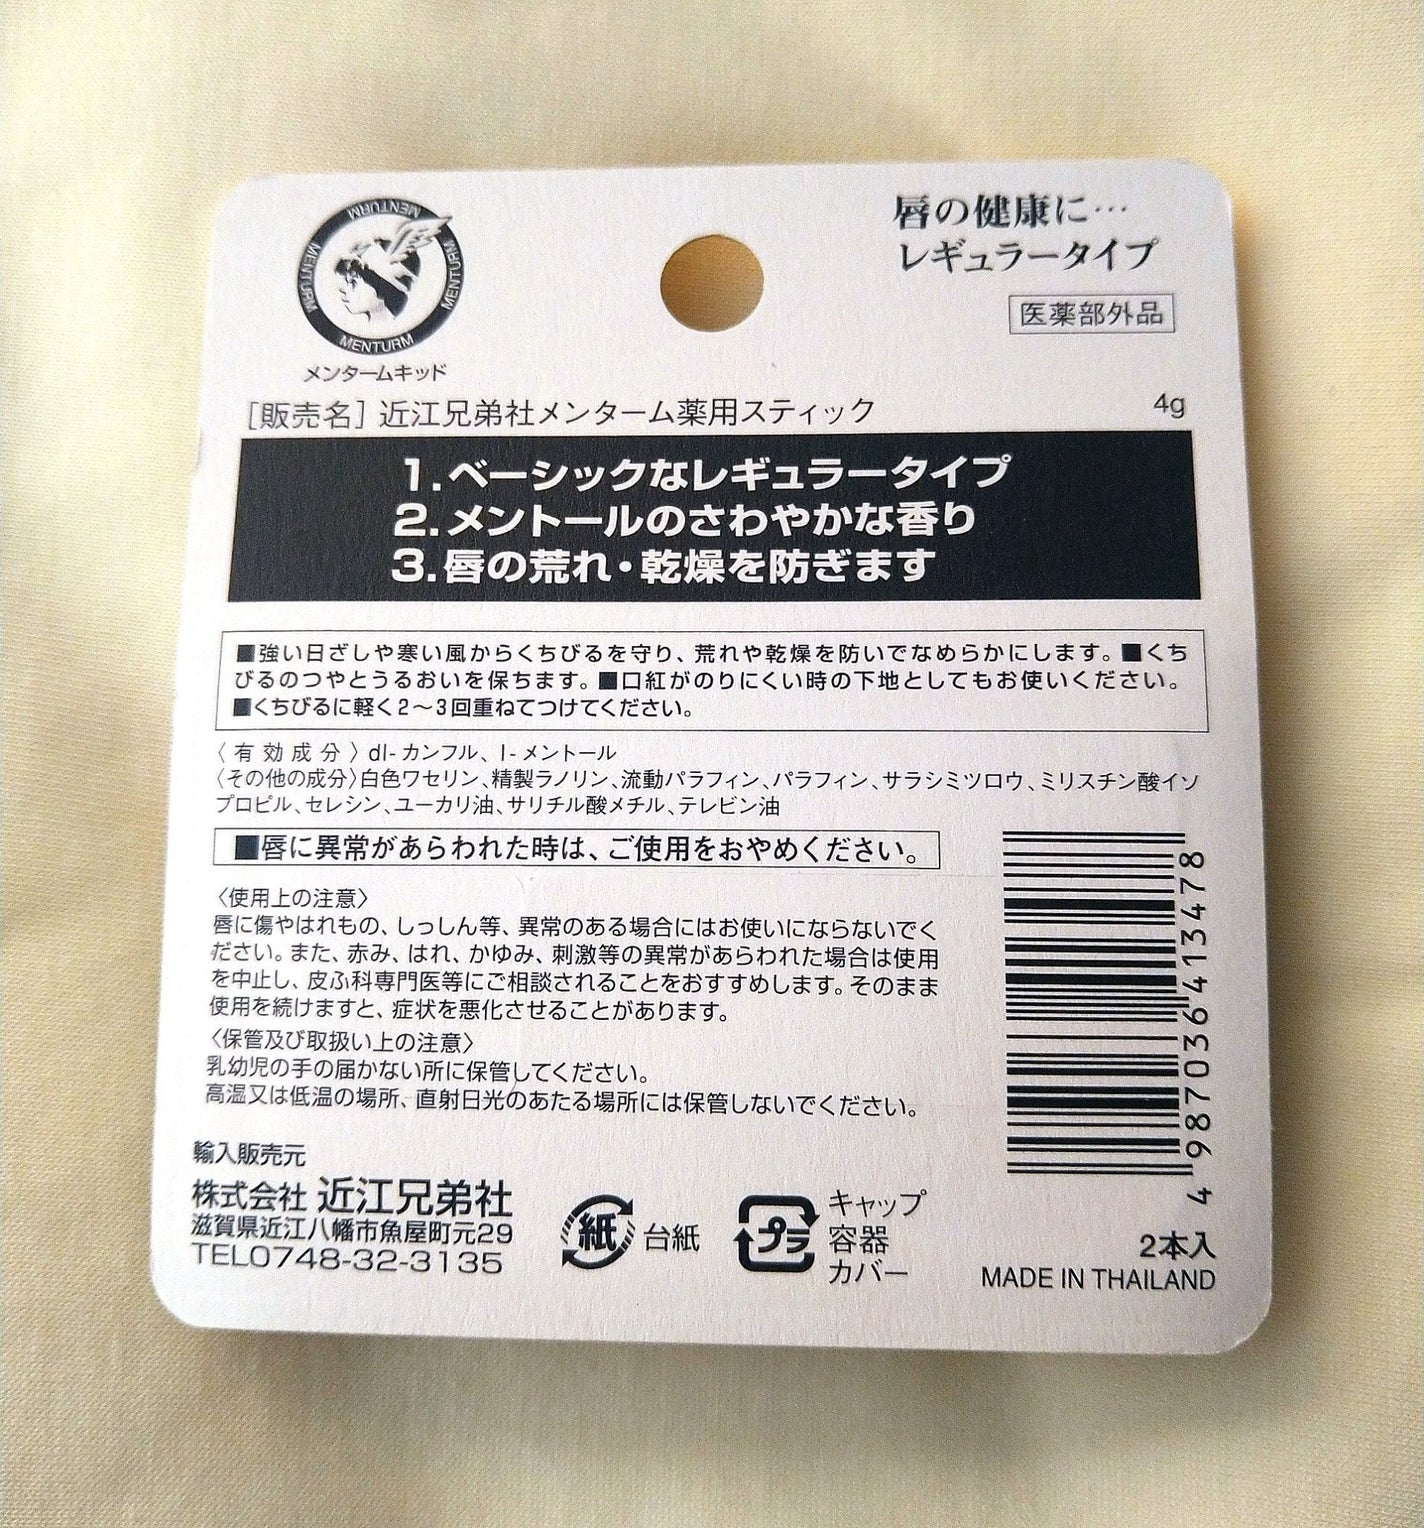 MENTURM
MENTURM
MENTURM
MENTURM
メンタームキッド
唇の健康に…
レギュラータイプ
医薬部外品
[販売名] 近江兄弟社メンターム薬用スティック
4g
1.ベーシックなレギュラータイプ
2.メントールのさわやかな香り
3.唇の荒れ・乾燥を防ぎます
■強い日ざしや寒い風からくちびるを守り、荒れや乾燥を防いでなめらかにします。■くち
びるのつやとうるおいを保ちます。■口紅がのりにくい時の下地としてもお使いください。
■くちびるに軽く2〜3回重ねてつけてください。
〈有効成分〉dl-カンフル、l-メントール
〈その他の成分〉白色ワセリン、精製ラノリン、流動パラフィン、パラフィン、サラシミツロウ、ミリスチン酸イソ
プロピル、セレシン、ユーカリ油、サリチル酸メチル、テレビン油
■唇に異常があらわれた時は、ご使用をおやめください。
〈使用上の注意〉
唇に傷やはれもの、しっしん等、異常のある場合にはお使いにならないでく
ださい。また、赤み、はれ、かゆみ、刺激等の異常があらわれた場合は使用
を中止し、皮ふ科専門医等にご相談されることをおすすめします。そのまま
使用を続けますと、症状を悪化させることがあります。
〈保管及び取扱い上の注意〉
乳幼児の手の届かない所に保管してください。
高温又は低温の場所、直射日光のあたる場所には保管しないでください。
4987036413478
輸入販売元
株式会社 近江兄弟社
滋賀県近江八幡市魚屋町元29
TEL0748-32-3135
紙
台紙
プラ
キャップ
容器
カバー
2本入
MADE IN THAILAND